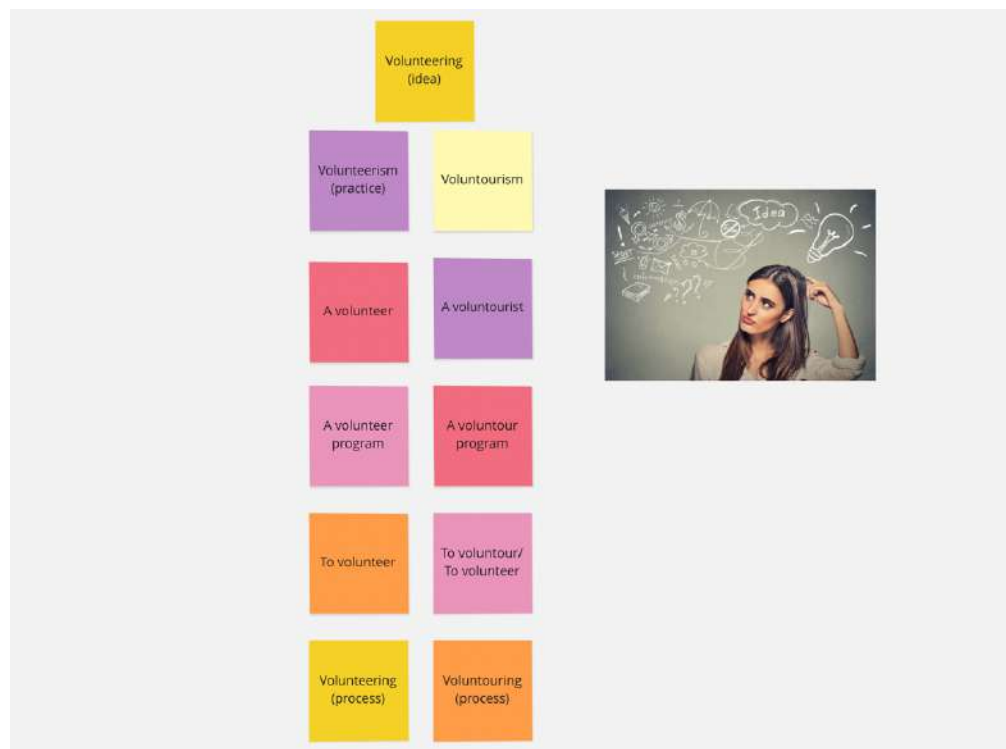 Volunteering
(idea)
Volunteerism
(practice)
Voluntourism
A volunteer
A voluntourist
A volunteer
program
A voluntour
program
To volunteer
To voluntour/
To volunteer
Volunteering
(process)
Voluntouring
(process)
Idea
???